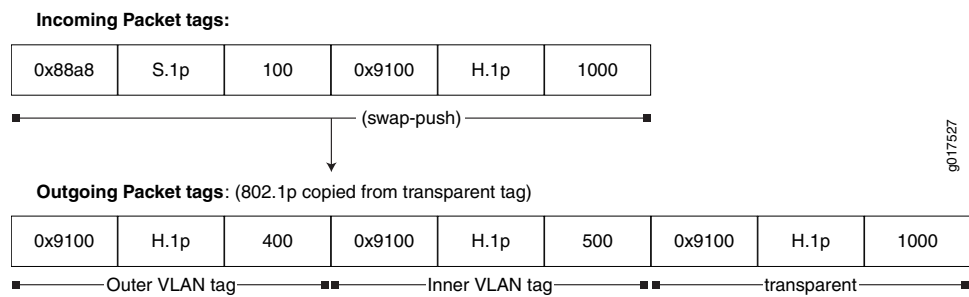 Incoming Packet tags:
0x88a8 S.1p 100 0x9100 H.1p 1000
(swap-push)
g017527
Outgoing Packet tags: (802.1p copied from transparent tag)
0x9100 H.1p 400 0x9100 H.1p 500 0x9100 H.1p 1000
Outer VLAN tag Inner VLAN tag transparent